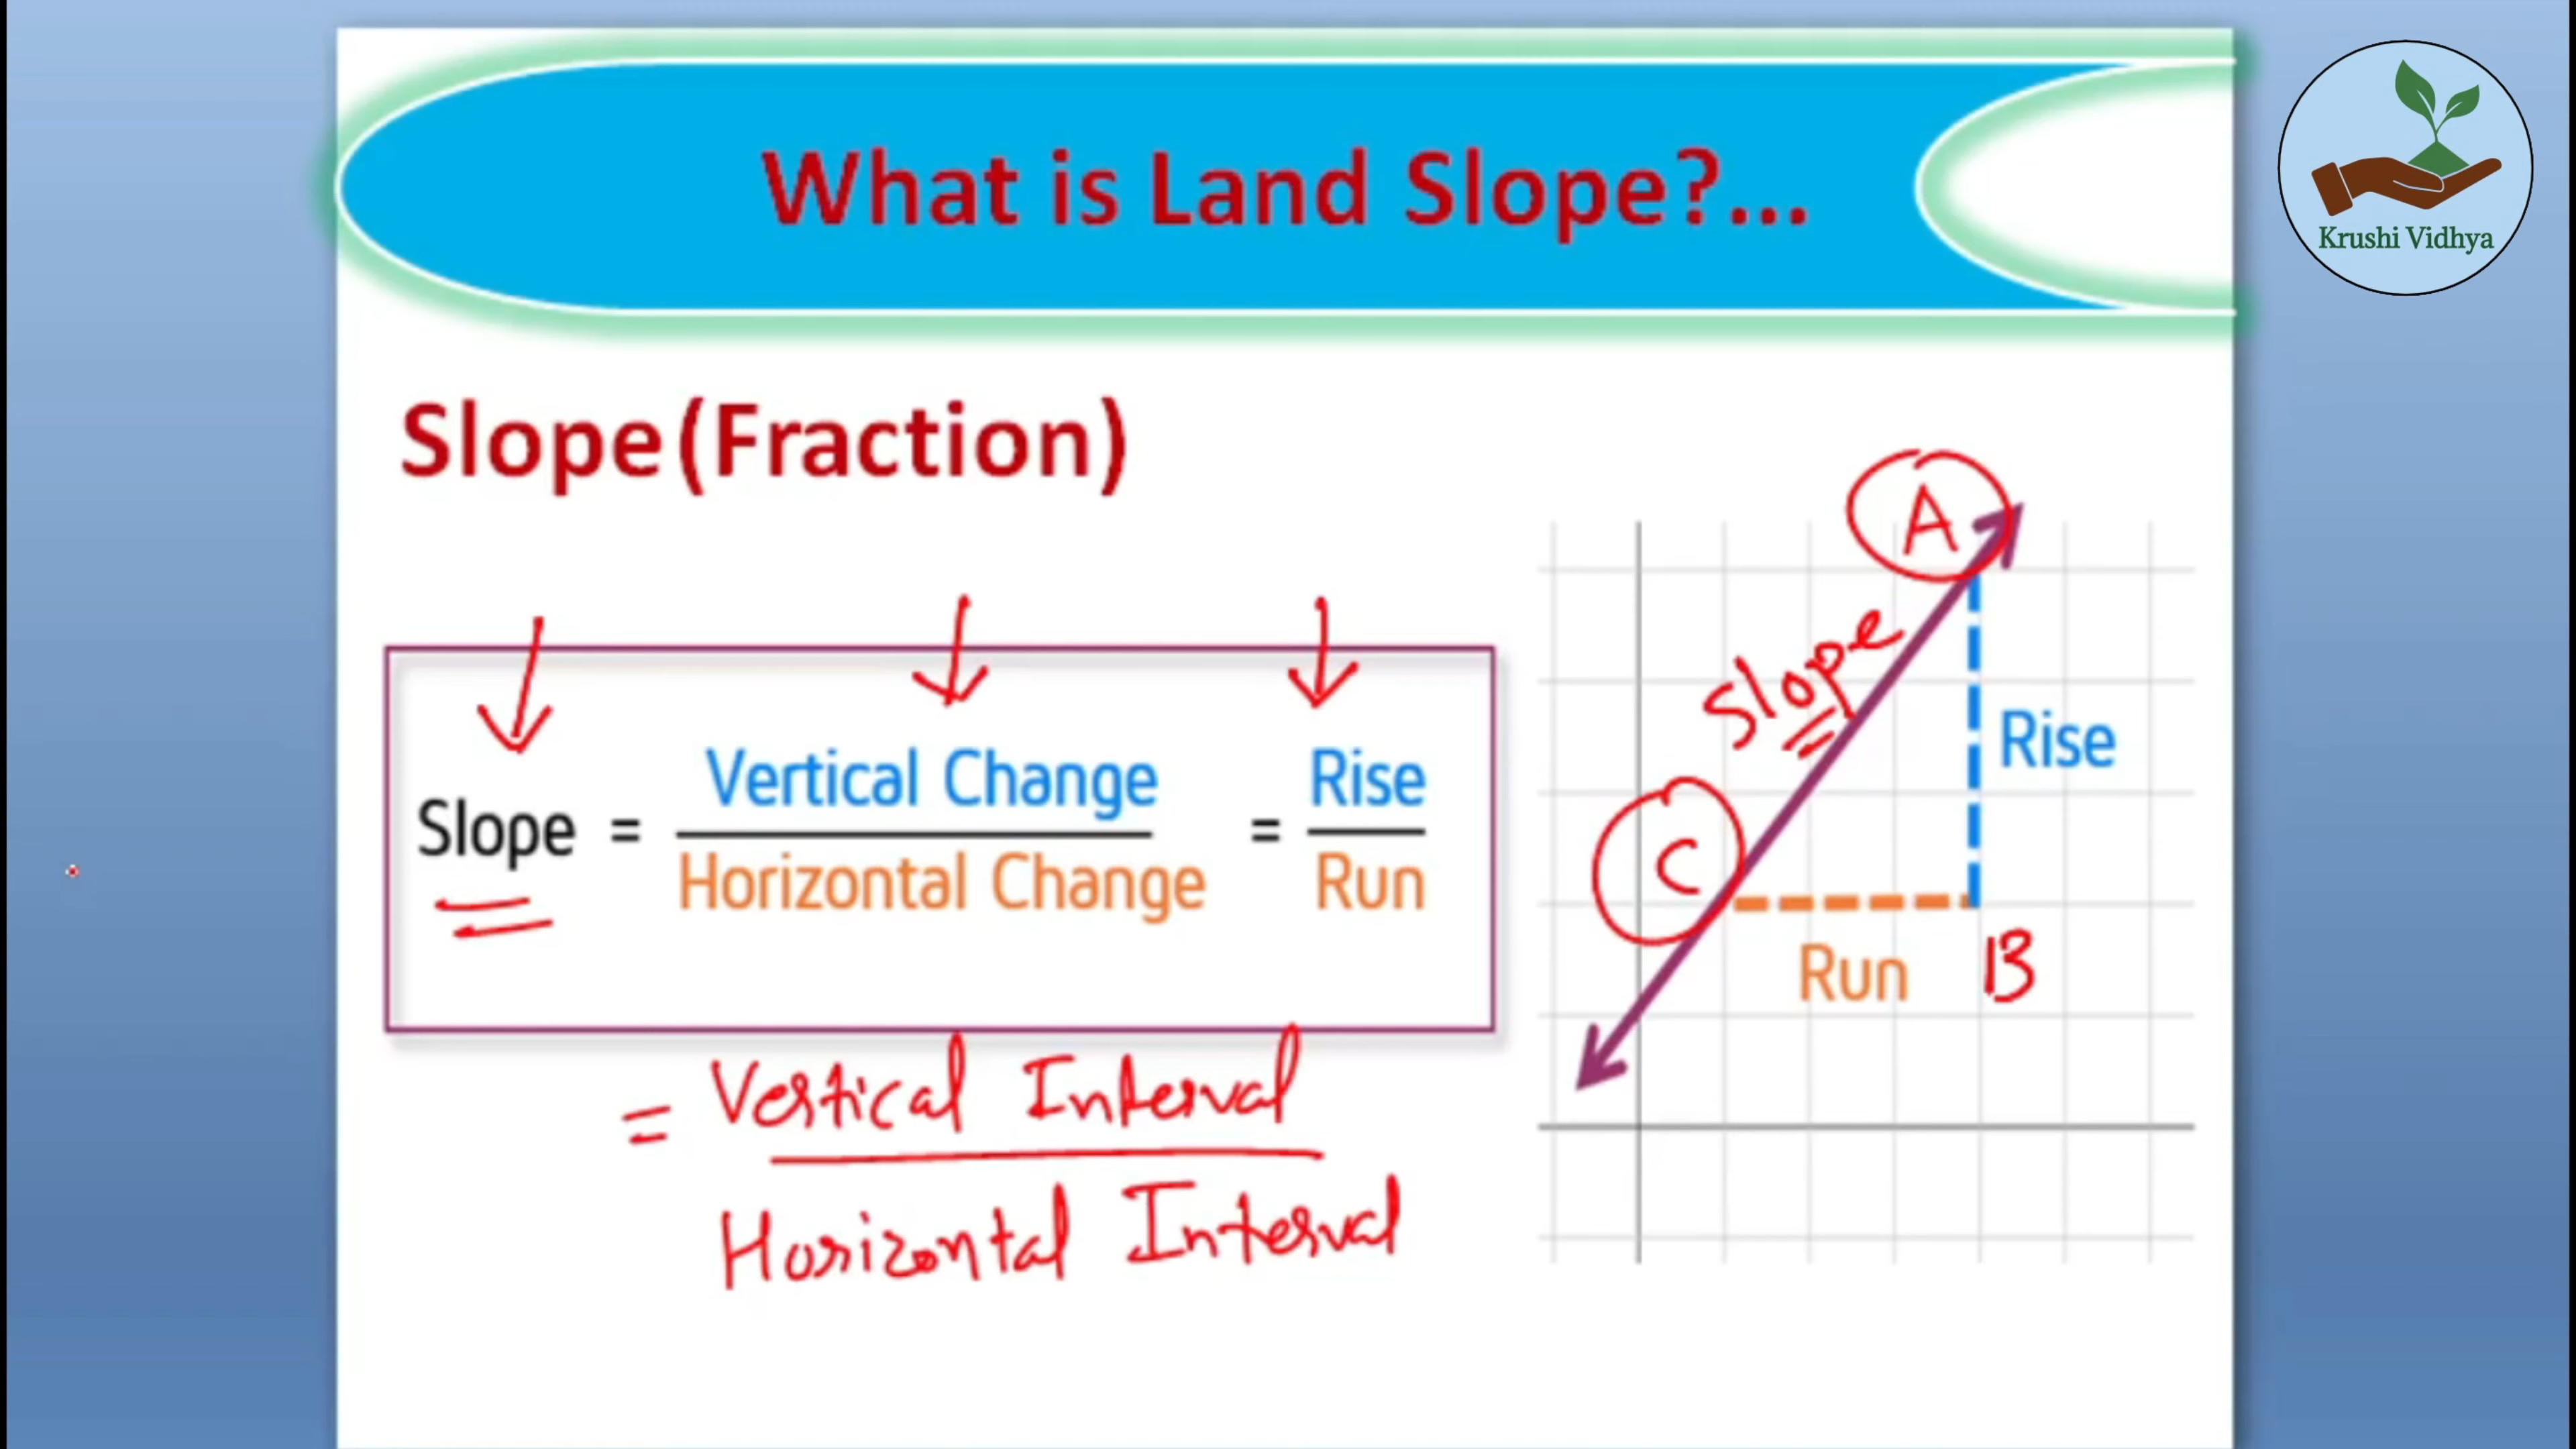 What is Land Slope?...
Krushi Vidhya
Slope (Fraction)
Slope = Vertical Change / Horizontal Change = Rise / Run
= Vertical Interval
Horizontal Interval
A
Slope
Rise
C
Run
B